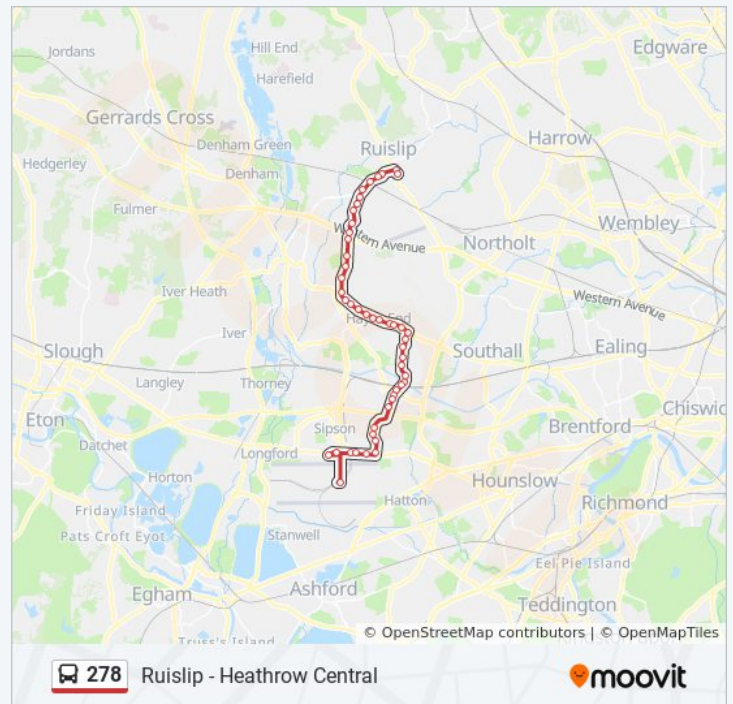 Jordans
Hill End
Edgware
Harefield
Gerrards Cross
Ruislip
Harrow
Denham Green
Hedgerley
Denham
Fulmer
Wembley
Western Avenue
Northolt
Iver Heath
Western Avenue
Hayes End
Iver
Slough
Southall
Ealing
Langley
Thorney
Eton
Chiswic
Sipson
Brentford
Datchet
Longford
Horton
Hounslow
Hatton
Richmond
Friday Island
Pats Croft Eyot
Stanwell
Eel Pie Island
Egham
Ashford
Teddington
Truss's Island
© OpenStreetMap contributors | © OpenMapTiles
278 Ruislip - Heathrow Central
moovit